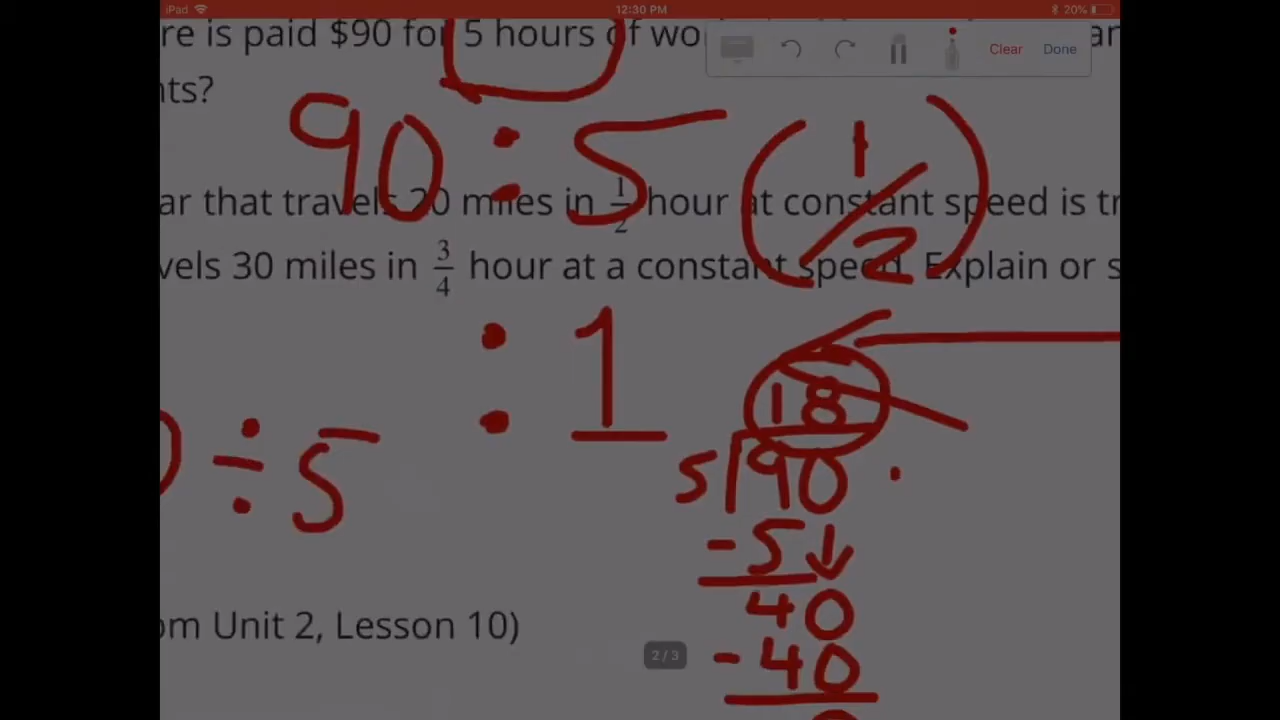 iPad 12:30 PM 20%
re is paid $90 for 5 hours of wo
Clear Done
nts?
90 : 5 (1/2)
ar that travels 20 miles in 1/2 hour at constant speed is tr
vels 30 miles in 3/4 hour at a constant speed. Explain or s
: 1
18
÷ 5
5 90
- 5 ↓
40
om Unit 2, Lesson 10)
- 40
2 / 3